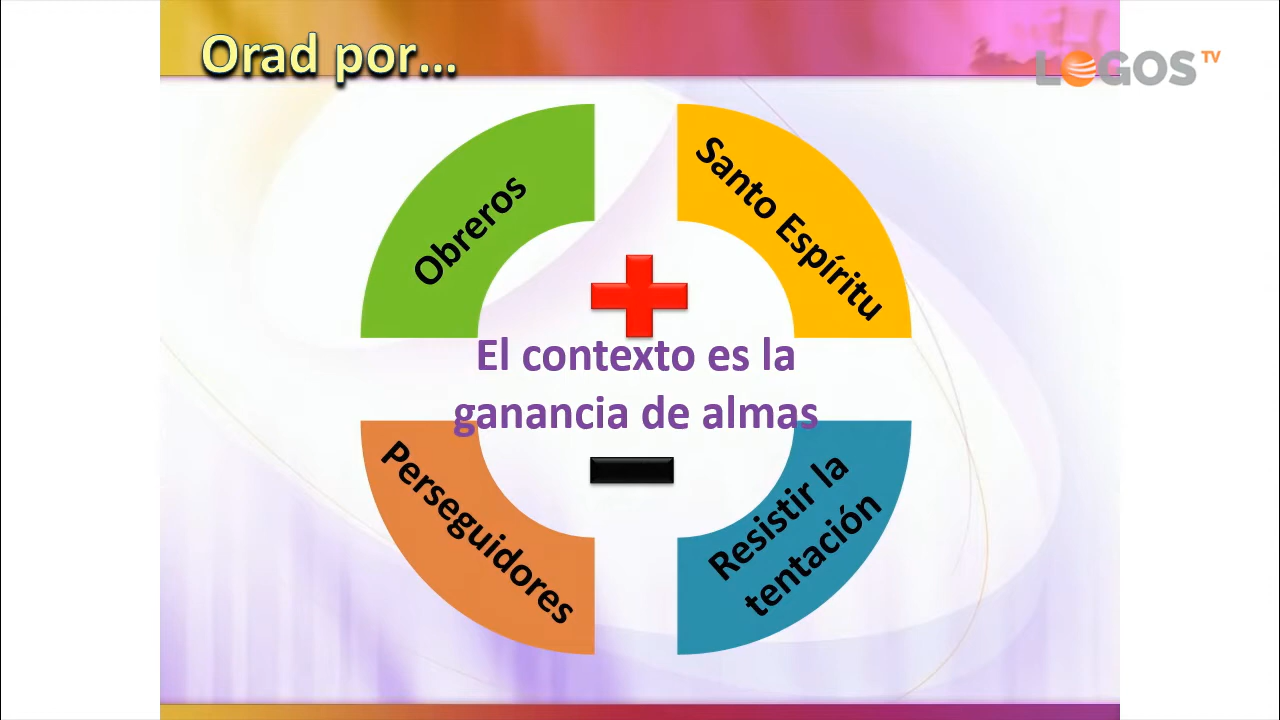 Orad por...
LOGOS TV
Obreros
Santo Espíritu
El contexto es la
ganancia de almas
Perseguidores
Resistir la
tentación